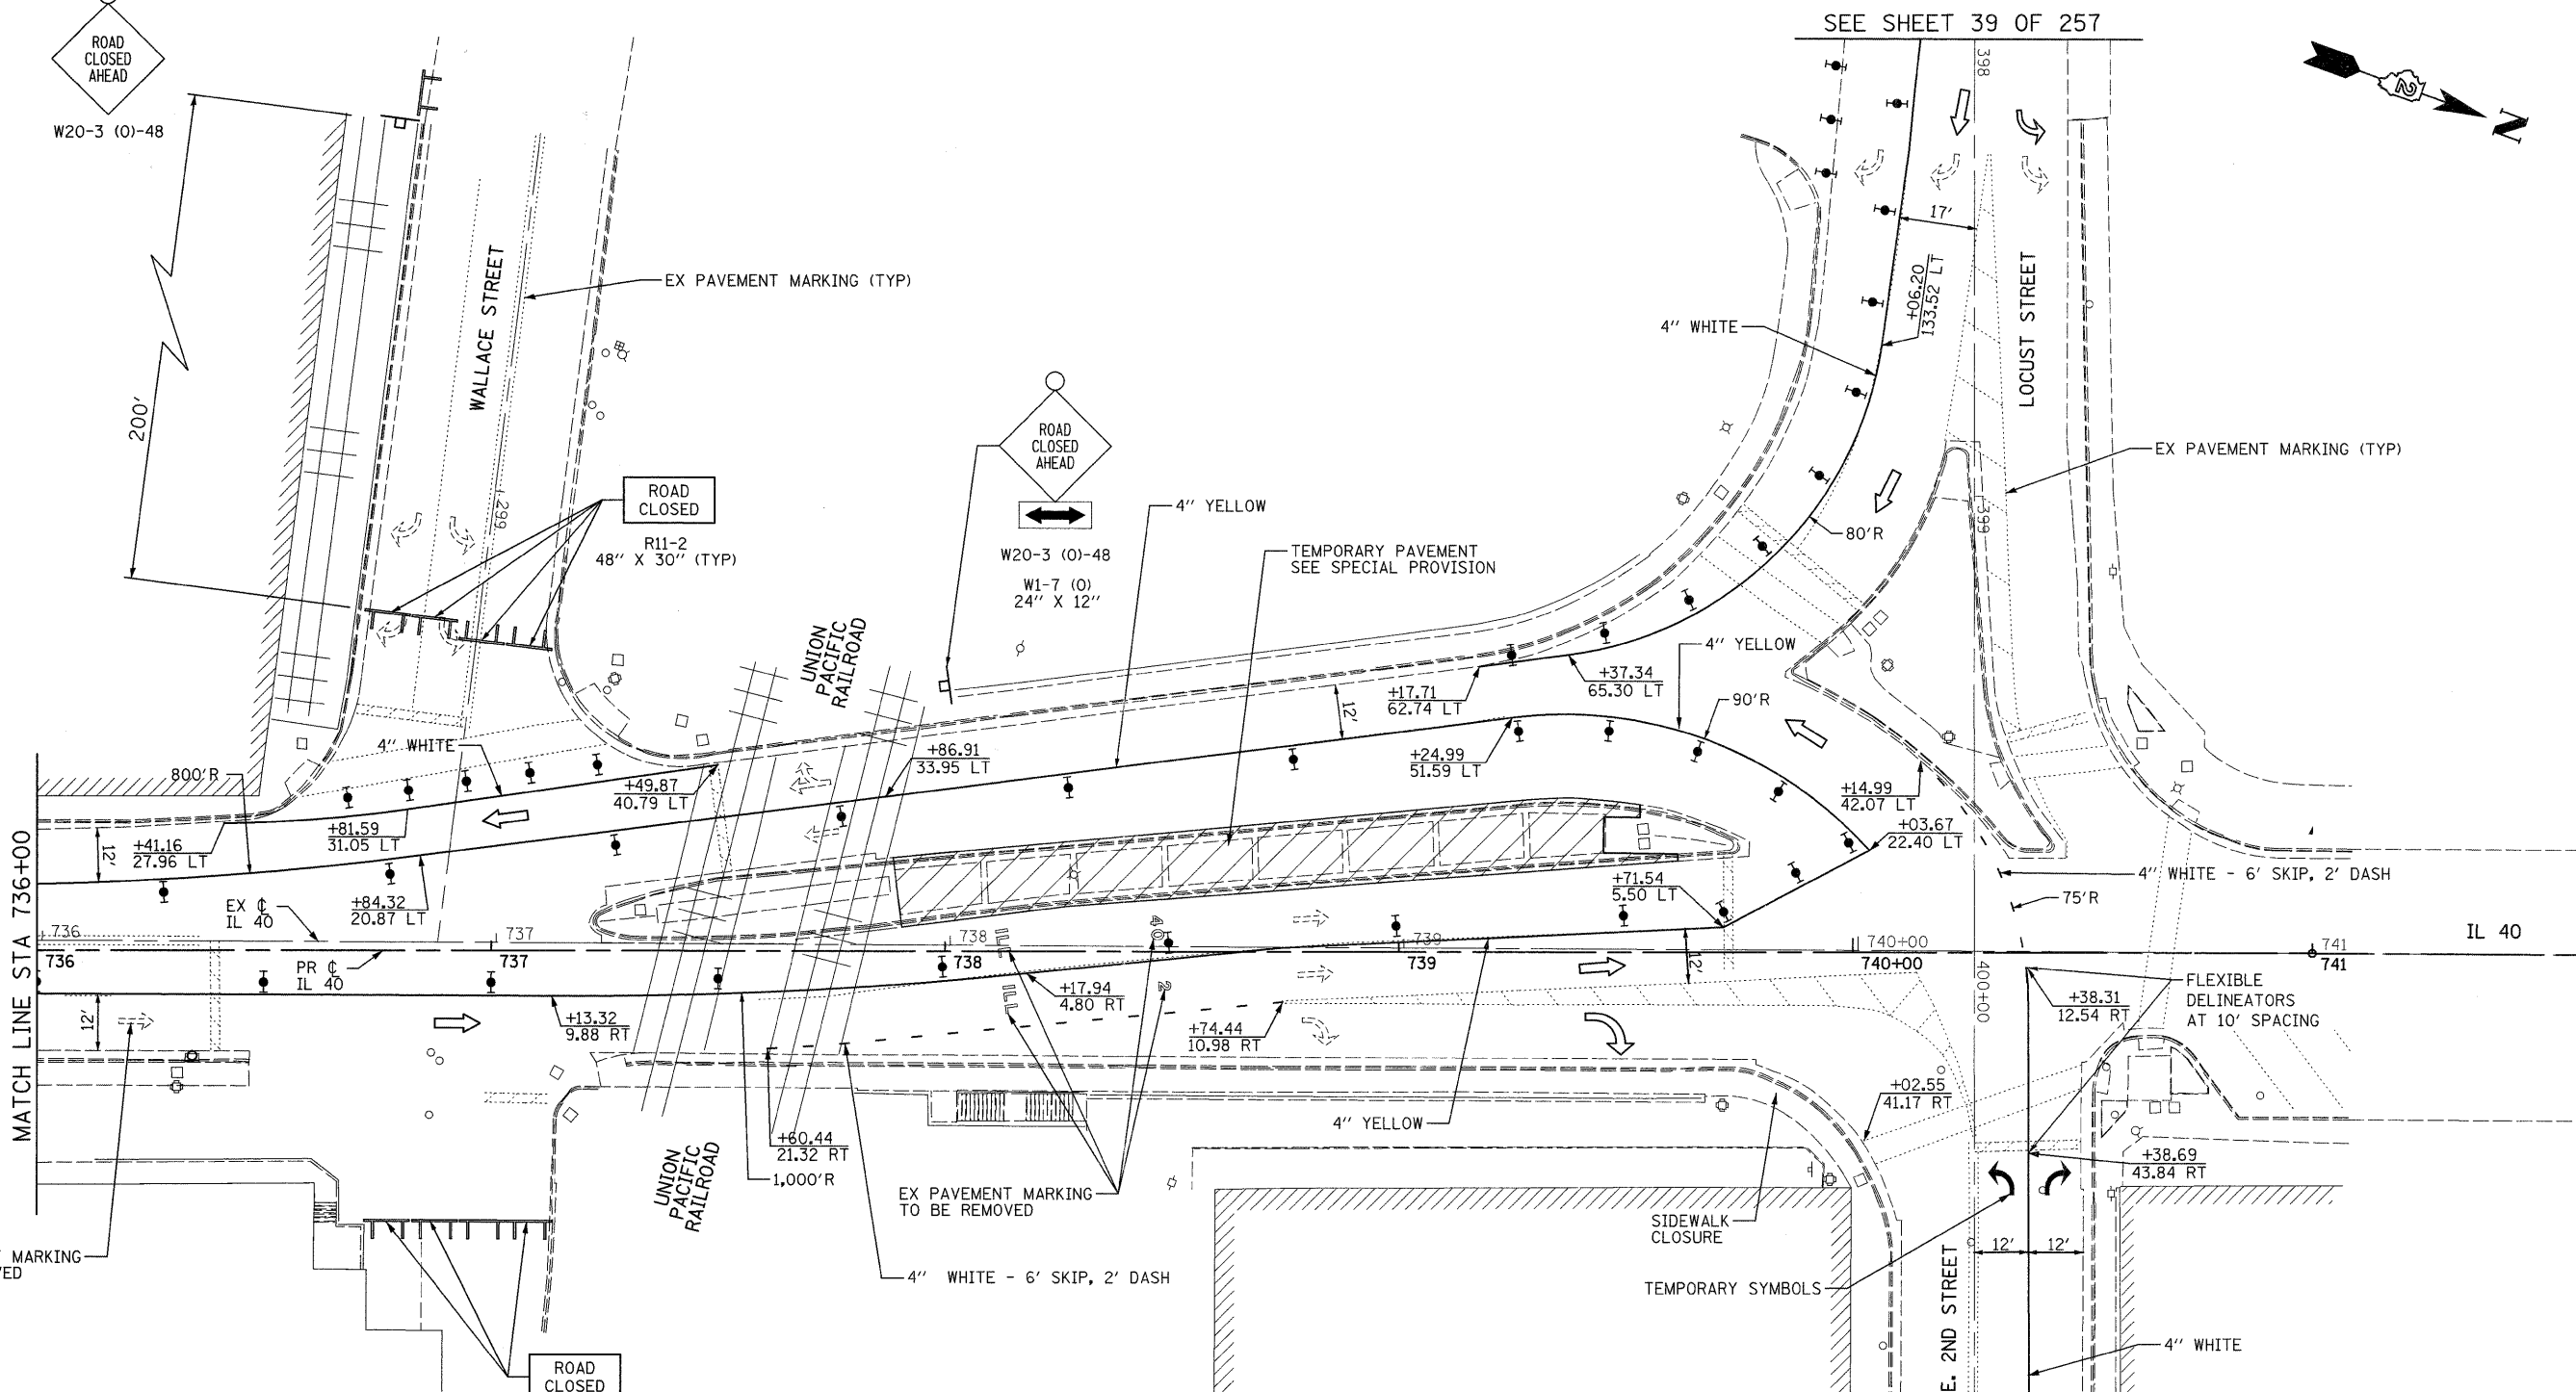 SEE SHEET 39 OF 257
ROAD
CLOSED
AHEAD
W20-3 (O)-48
398
N
2
17'
200'
WALLACE STREET
EX PAVEMENT MARKING (TYP)
+06.20
133.52 LT
LOCUST STREET
4" WHITE
ROAD
CLOSED
AHEAD
W20-3 (O)-48
W1-7 (O)
24" X 12"
EX PAVEMENT MARKING (TYP)
299
ROAD
CLOSED
R11-2
48" X 30" (TYP)
4" YELLOW
399
80'R
TEMPORARY PAVEMENT
SEE SPECIAL PROVISION
UNION
PACIFIC
RAILROAD
4" YELLOW
+37.34
65.30 LT
+17.71
62.74 LT
90'R
12'
4" WHITE
800'R
+86.91
33.95 LT
+24.99
51.59 LT
+49.87
40.79 LT
+14.99
42.07 LT
+81.59
31.05 LT
+41.16
27.96 LT
12'
+03.67
22.40 LT
+84.32
20.87 LT
+71.54
5.50 LT
4" WHITE - 6' SKIP, 2' DASH
75'R
EX ℄
IL 40
MATCH LINE STA 736+00
736
737
738
739
740+00
741
IL 40
736
737
738
739
740+00
741
PR ℄
IL 40
ILL
40
ILL
2
12'
12'
400+00
+13.32
9.88 RT
+17.94
4.80 RT
+74.44
10.98 RT
+38.31
12.54 RT
FLEXIBLE
DELINEATORS
AT 10' SPACING
+02.55
41.17 RT
4" YELLOW
+60.44
21.32 RT
1,000'R
UNION
PACIFIC
RAILROAD
+38.69
43.84 RT
EX PAVEMENT MARKING
TO BE REMOVED
SIDEWALK
CLOSURE
12'
12'
MARKING
VED
4" WHITE - 6' SKIP, 2' DASH
TEMPORARY SYMBOLS
E. 2ND STREET
4" WHITE
ROAD
CLOSED